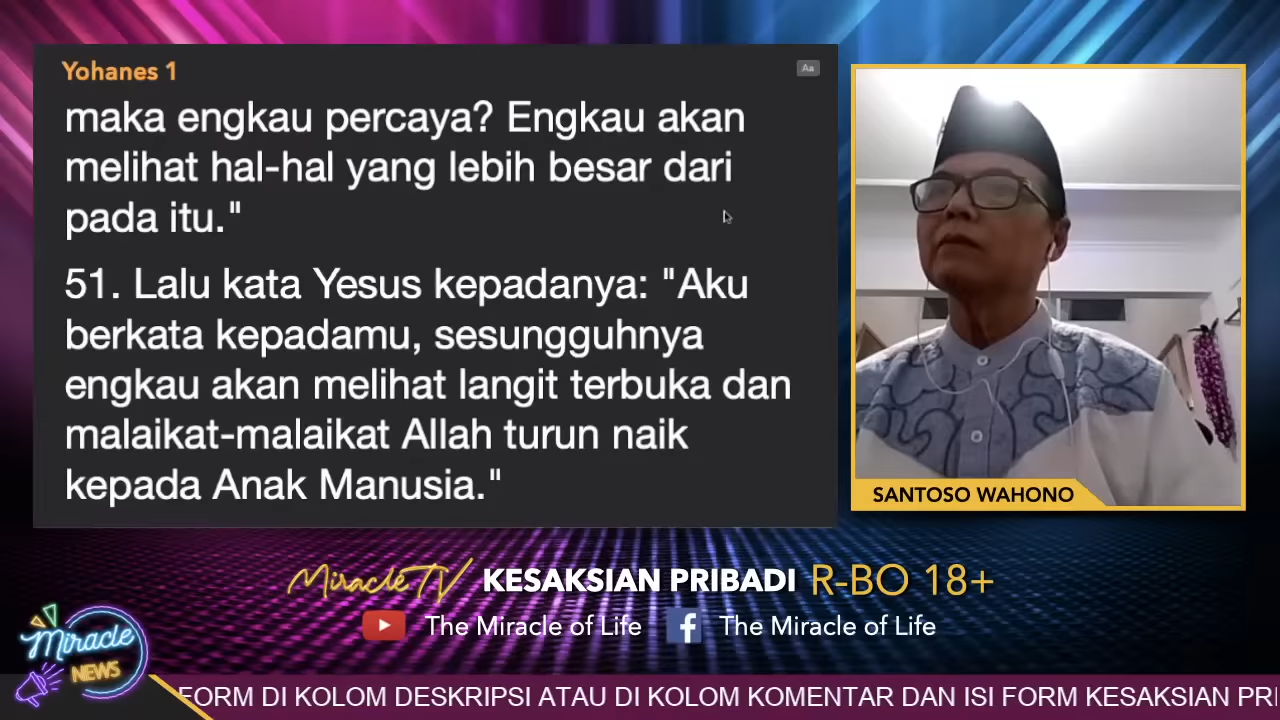 Yohanes 1
Aa
maka engkau percaya? Engkau akan
melihat hal-hal yang lebih besar dari
pada itu."
51. Lalu kata Yesus kepadanya: "Aku
berkata kepadamu, sesungguhnya
engkau akan melihat langit terbuka dan
malaikat-malaikat Allah turun naik
kepada Anak Manusia."
SANTOSO WAHONO
MiracleTV KESAKSIAN PRIBADI R-BO 18+
The Miracle of Life
The Miracle of Life
Miracle
NEWS
FORM DI KOLOM DESKRIPSI ATAU DI KOLOM KOMENTAR DAN ISI FORM KESAKSIAN PRI